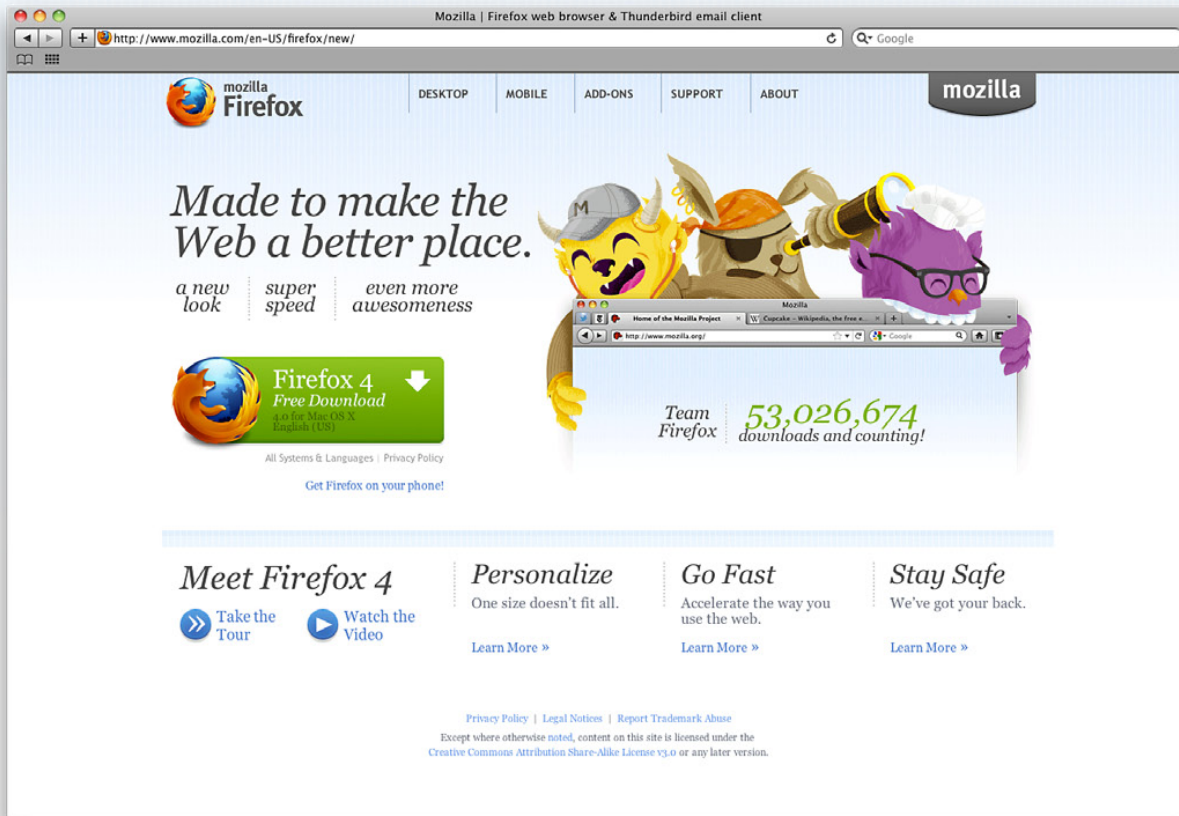 Mozilla | Firefox web browser & Thunderbird email client
http://www.mozilla.com/en-US/firefox/new/
Google
mozilla
Firefox
DESKTOP
MOBILE
ADD-ONS
SUPPORT
ABOUT
mozilla
Made to make the
Web a better place.
a new
look
super
speed
even more
awesomeness
M
Mozilla
Home of the Mozilla Project
W Cupcake – Wikipedia, the free e...
http://www.mozilla.org/
Google
Team
Firefox
53,026,674
downloads and counting!
Firefox 4
Free Download
4.0 for Mac OS X
English (US)
All Systems & Languages | Privacy Policy
Get Firefox on your phone!
Meet Firefox 4
Take the
Tour
Watch the
Video
Personalize
One size doesn't fit all.
Learn More »
Go Fast
Accelerate the way you
use the web.
Learn More »
Stay Safe
We've got your back.
Learn More »
Privacy Policy | Legal Notices | Report Trademark Abuse
Except where otherwise noted, content on this site is licensed under the
Creative Commons Attribution Share-Alike License v3.0 or any later version.